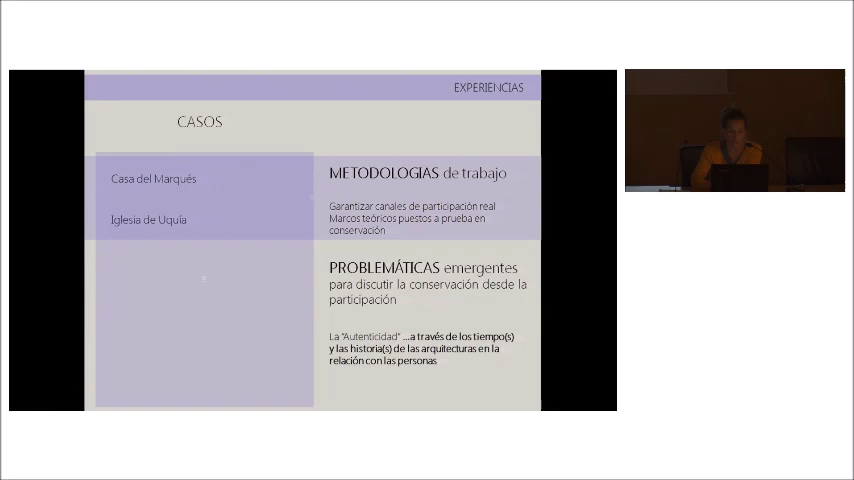 EXPERIENCIAS
CASOS
Casa del Marqués
Iglesia de Uquía
METODOLOGIAS de trabajo
Garantizar canales de participación real
Marcos teóricos puestos a prueba en
conservación
PROBLEMÁTICAS emergentes
para discutir la conservación desde la
participación
La “Autenticidad” ...a través de los tiempo(s)
y las historia(s) de las arquitecturas en la
relación con las personas